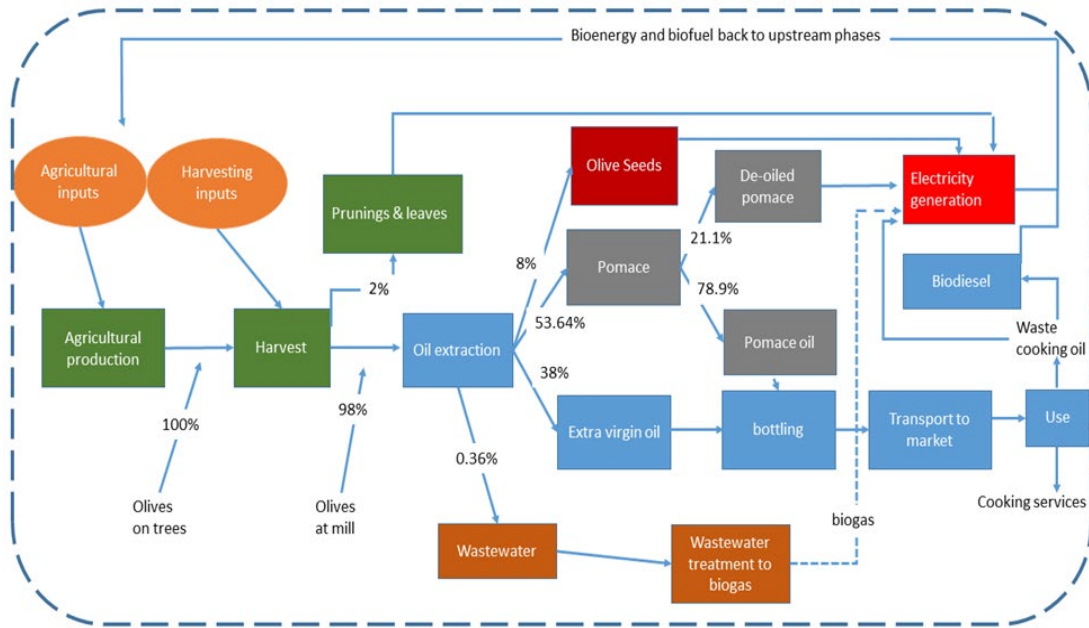 Bioenergy and biofuel back to upstream phases
Agricultural
inputs
Harvesting
inputs
Prunings & leaves
Olive Seeds
De-oiled
pomace
Electricity
generation
2%
8%
Pomace
21.1%
78.9%
53.64%
Biodiesel
Agricultural
production
Harvest
Oil extraction
Pomace oil
Waste
cooking oil
100%
98%
38%
0.36%
Extra virgin oil
bottling
Transport to
market
Use
Olives
on trees
Olives
at mill
Cooking services
biogas
Wastewater
Wastewater
treatment to
biogas